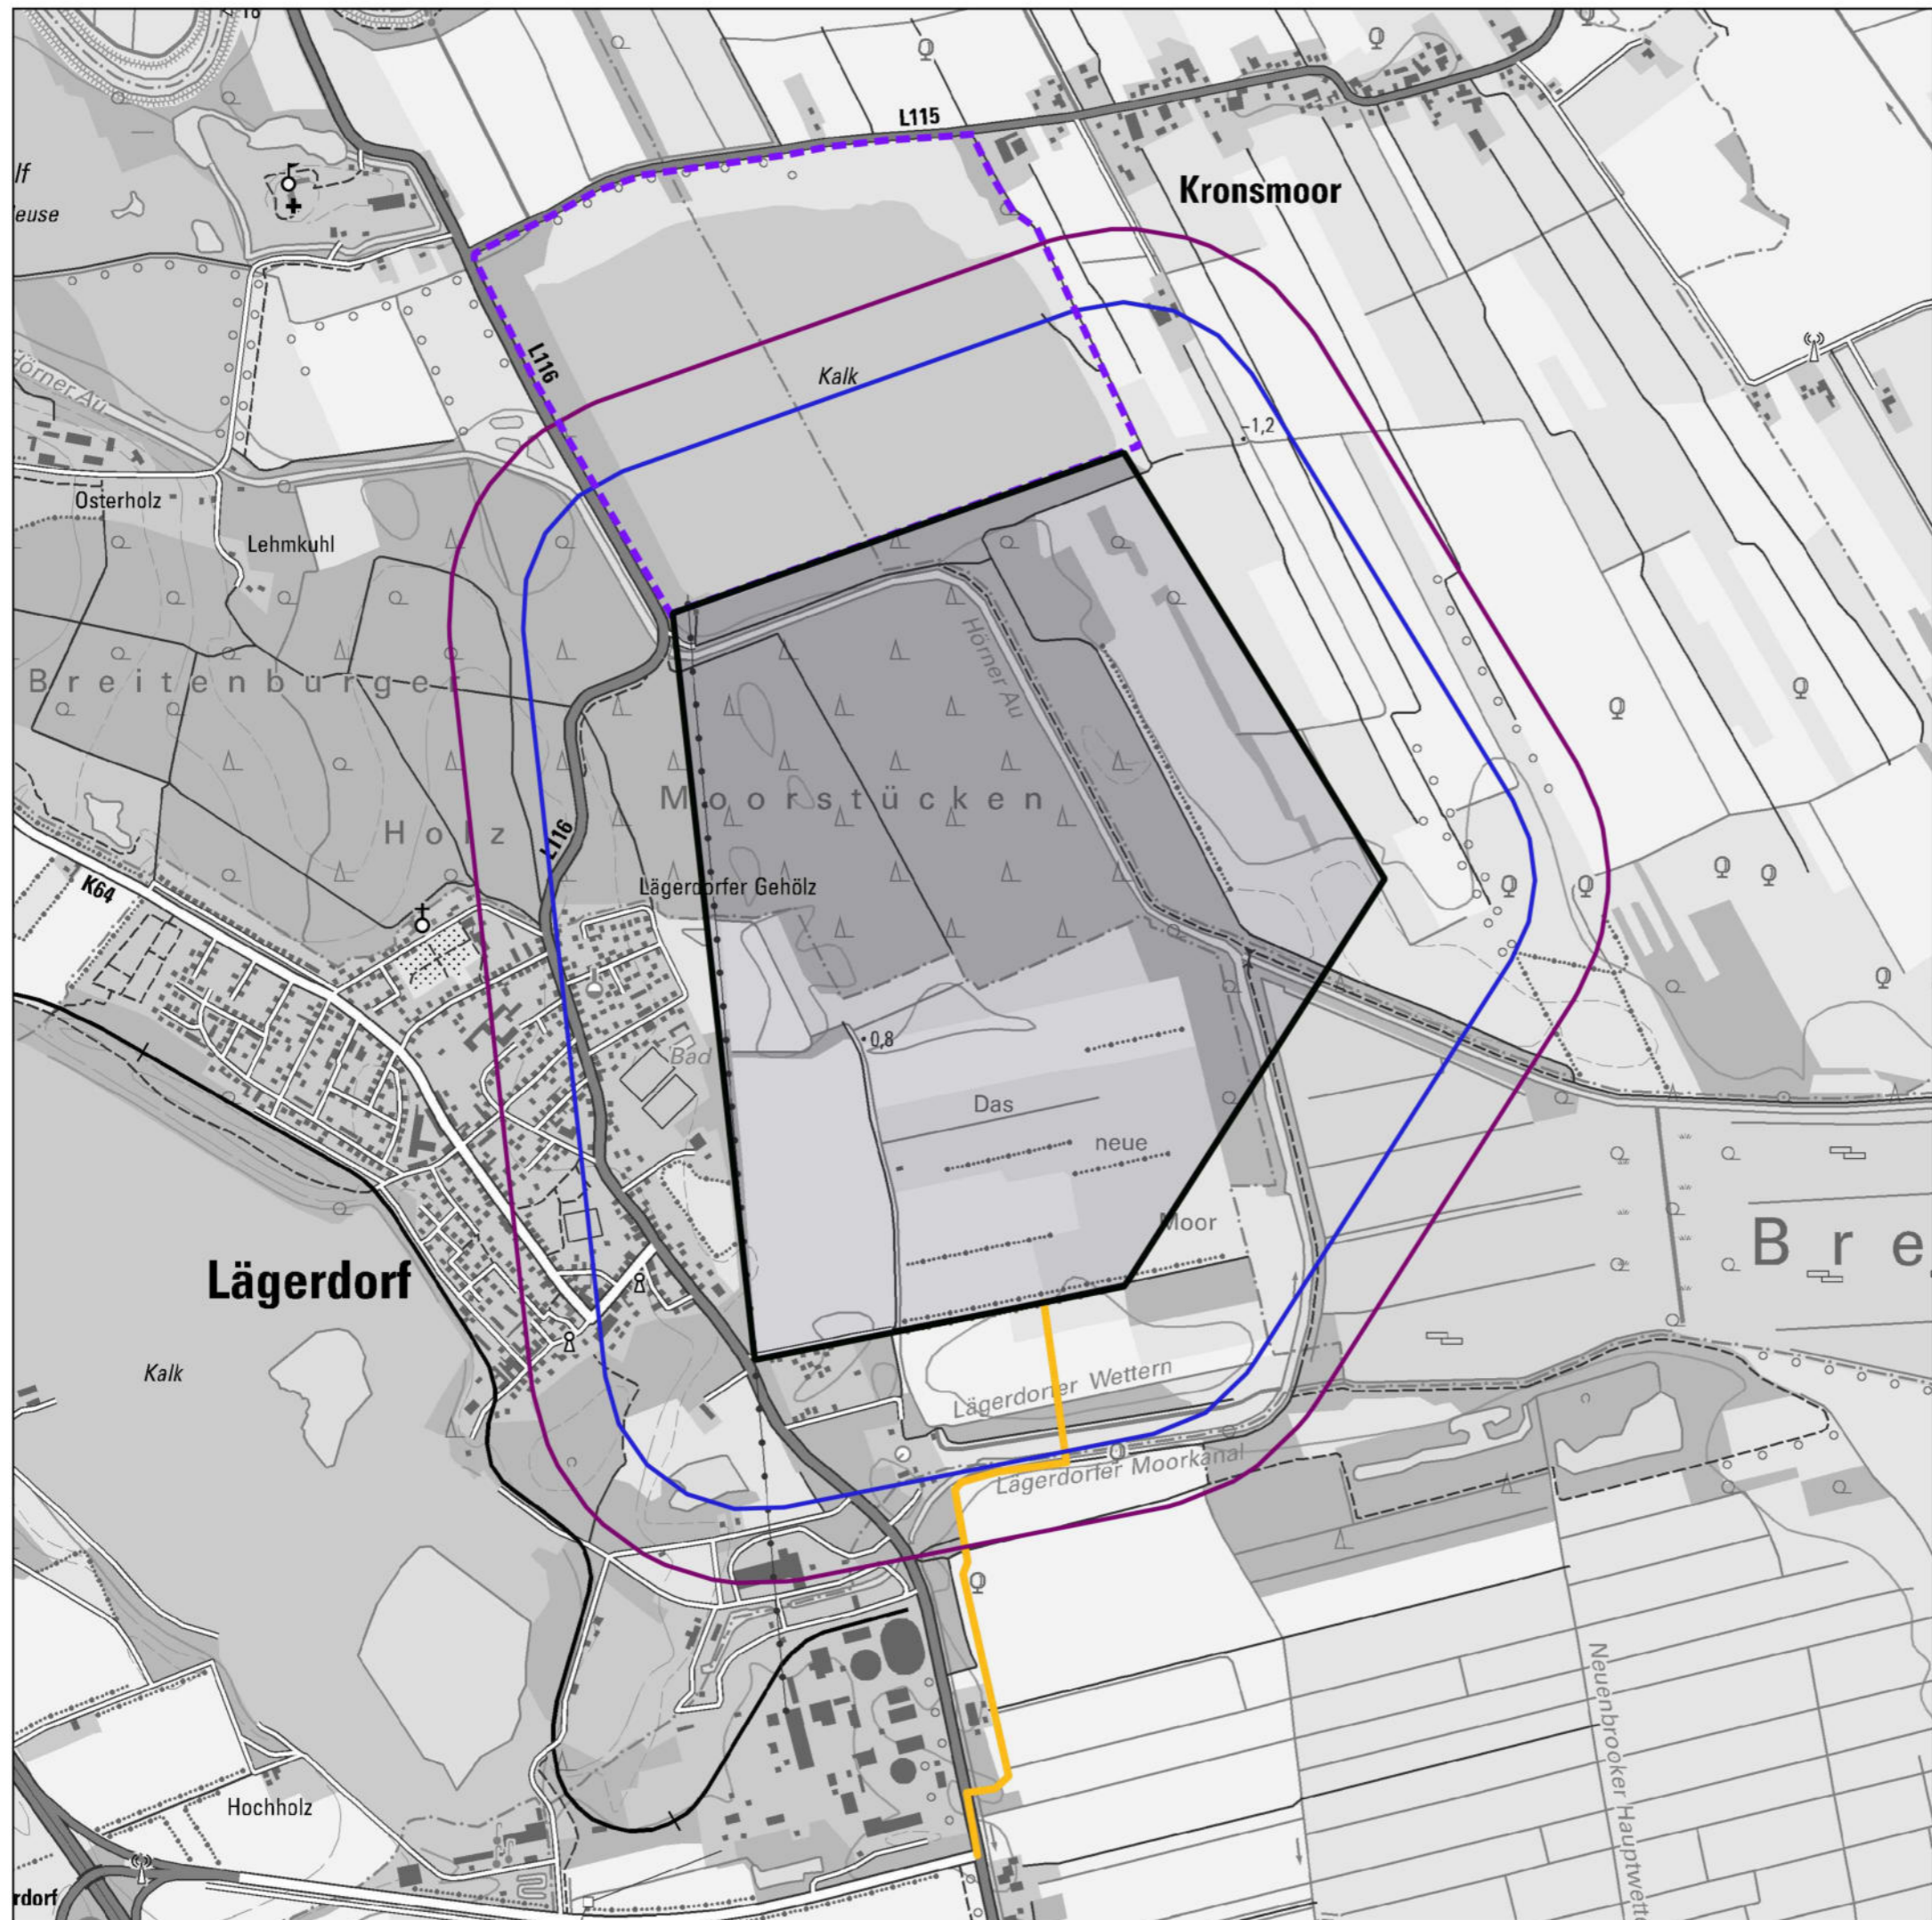 L115
Kronsmoor
lf
euse
L116
Kalk
Hörner Au
-1,2
Osterholz
Lehmkuhl
Hörner Au
Breitenburger
Moorstücken
Holz
L116
K64
Lägerdorfer Gehölz
0,8
Bad
Das
neue
Moor
Lägerdorf
Bre
Kalk
Lägerdorfer Wettern
Lägerdorfer Moorkanal
Neuenbrooker Hauptwett
Hochholz
rdorf